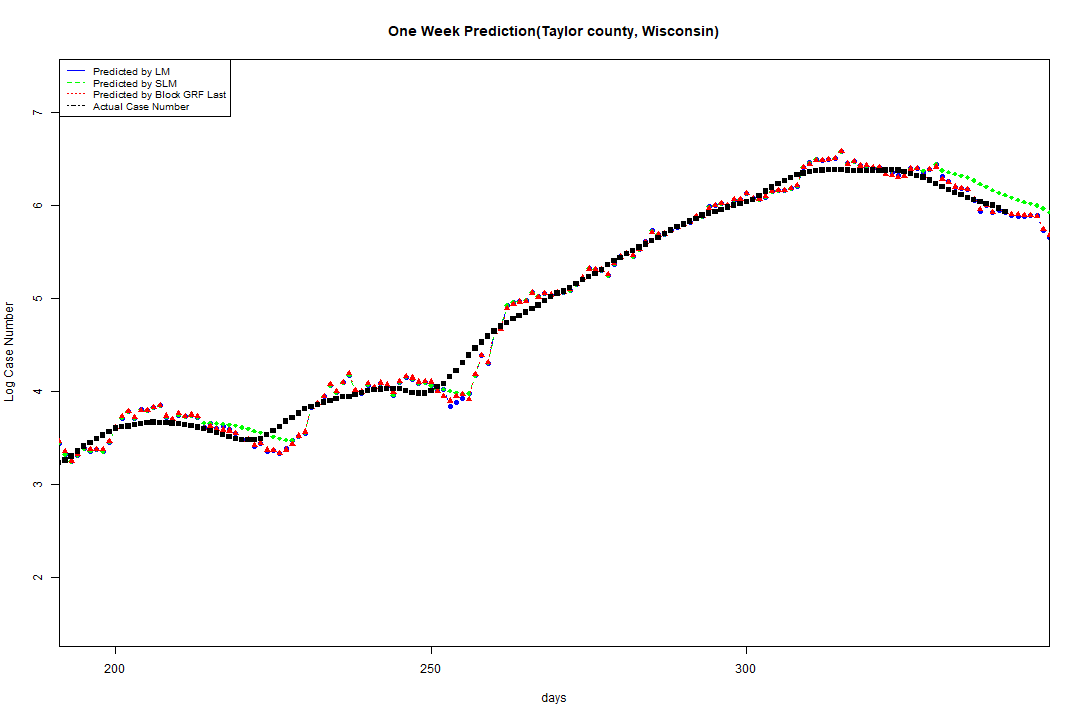 One Week Prediction(Taylor county, Wisconsin)
Predicted by LM
Predicted by SLM
Predicted by Block GRF Last
Actual Case Number
7
6
5
4
3
2
Log Case Number
200
250
300
days